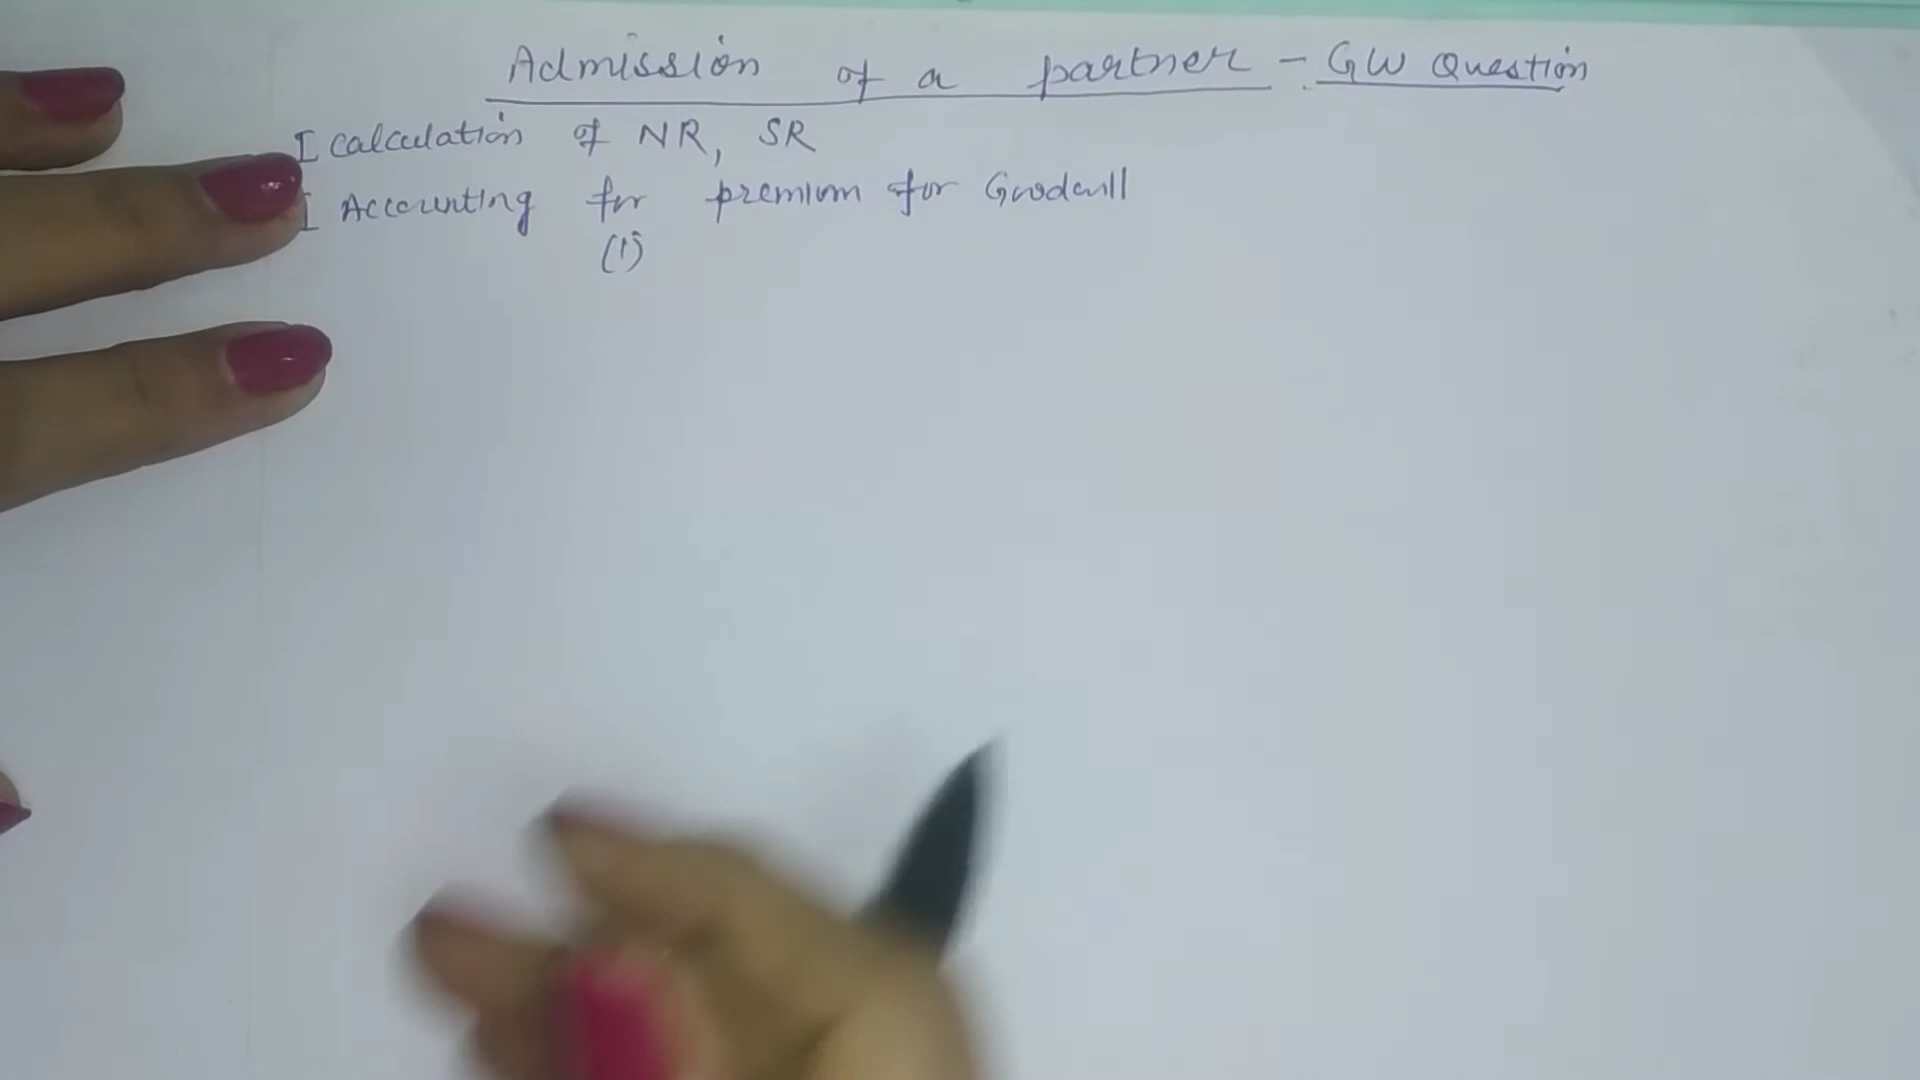 Admission of a partner - GW Question
I calculation of NR, SR
I Accounting for premium for Goodwill
(1)